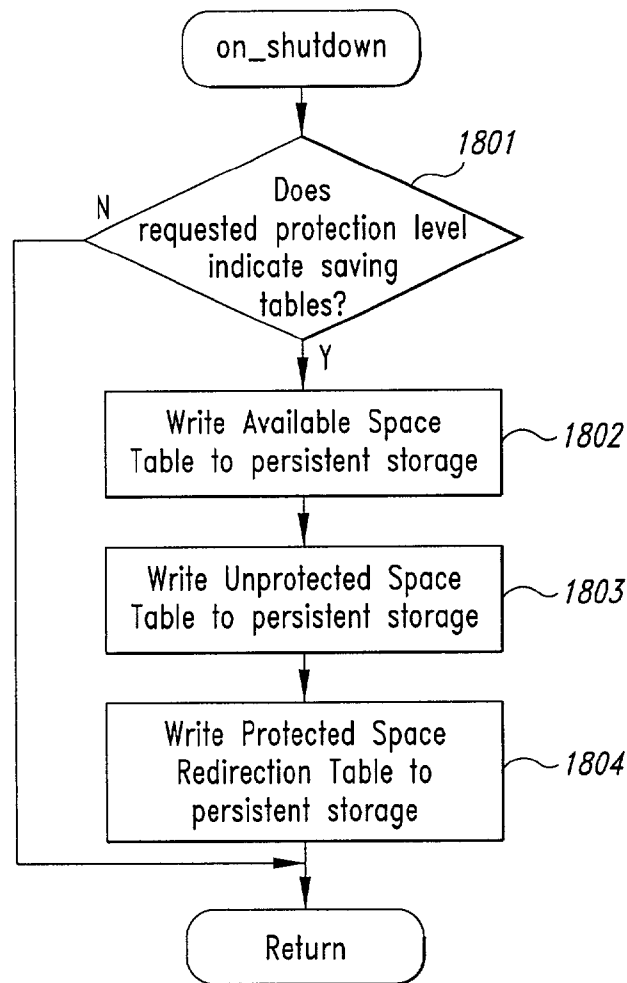 on_shutdown
1801
N
Does
requested protection level
indicate saving
tables?
Y
Write Available Space
Table to persistent storage
1802
Write Unprotected Space
Table to persistent storage
1803
Write Protected Space
Redirection Table to
persistent storage
1804
Return